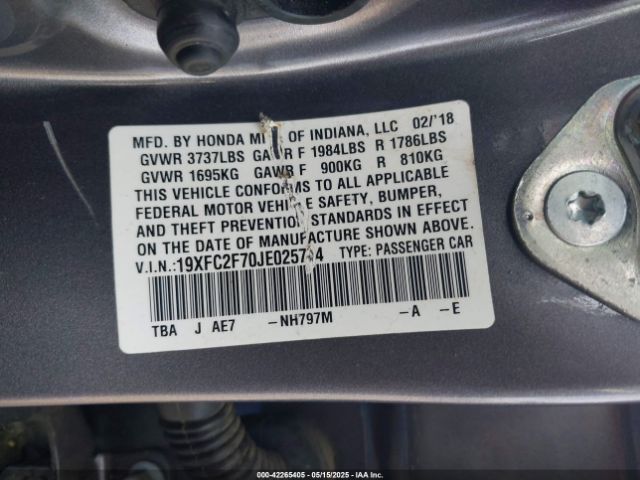 MFD. BY HONDA M OF INDIANA, LLC 02/'18
GVWR 3737LBS GAWR F 1984LBS R 1786LBS
GVWR 1695KG GAWR F 900KG R 810KG
THIS VEHICLE CONFORMS TO ALL APPLICABLE
FEDERAL MOTOR VEHICLE SAFETY, BUMPER,
AND THEFT PREVENTION STANDARDS IN EFFECT
ON THE DATE OF MANUFACTURE SHOWN ABOVE.
V.I.N.: TYPE: PASSENGER CAR
TBA J AE7 -NH797M -A -E
000-42265405 - 05/15/2025 - IAA Inc.